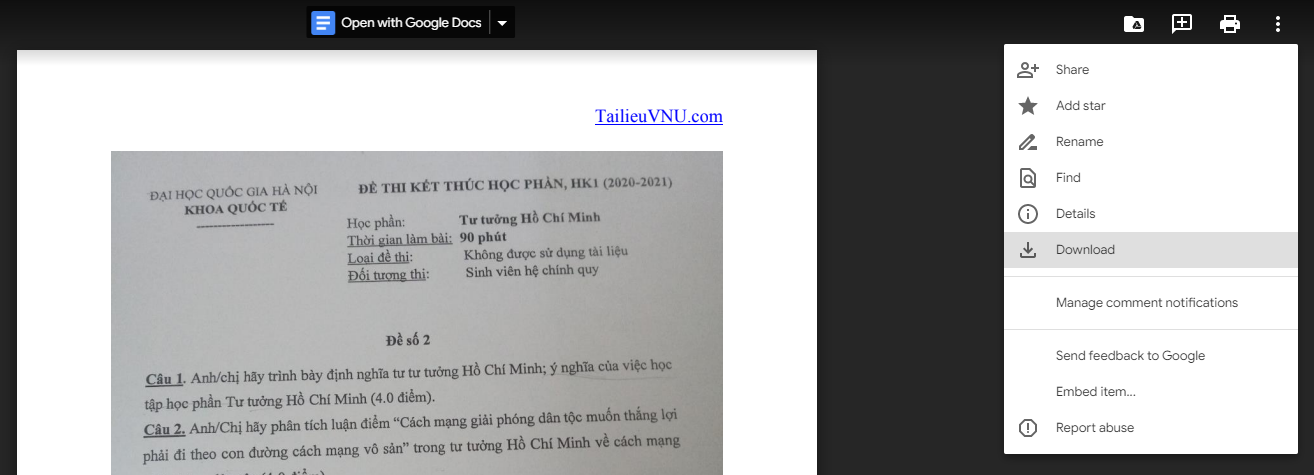 Open with Google Docs
TailieuVNU.com
ĐẠI HỌC QUỐC GIA HÀ NỘI
KHOA QUỐC TẾ
ĐỀ THI KẾT THÚC HỌC PHẦN, HK1 (2020-2021)
Học phần: Tư tưởng Hồ Chí Minh
Thời gian làm bài: 90 phút
Loại đề thi: Không được sử dụng tài liệu
Đối tượng thi: Sinh viên hệ chính quy
Đề số 2
Câu 1. Anh/chị hãy trình bày định nghĩa tư tư tưởng Hồ Chí Minh; ý nghĩa của việc học
tập học phần Tư tưởng Hồ Chí Minh (4.0 điểm).
Câu 2. Anh/Chị hãy phân tích luận điểm “Cách mạng giải phóng dân tộc muốn thắng lợi
phải đi theo con đường cách mạng vô sản” trong tư tưởng Hồ Chí Minh về cách mạng
Share
Add star
Rename
Find
Details
Download
Manage comment notifications
Send feedback to Google
Embed item...
Report abuse